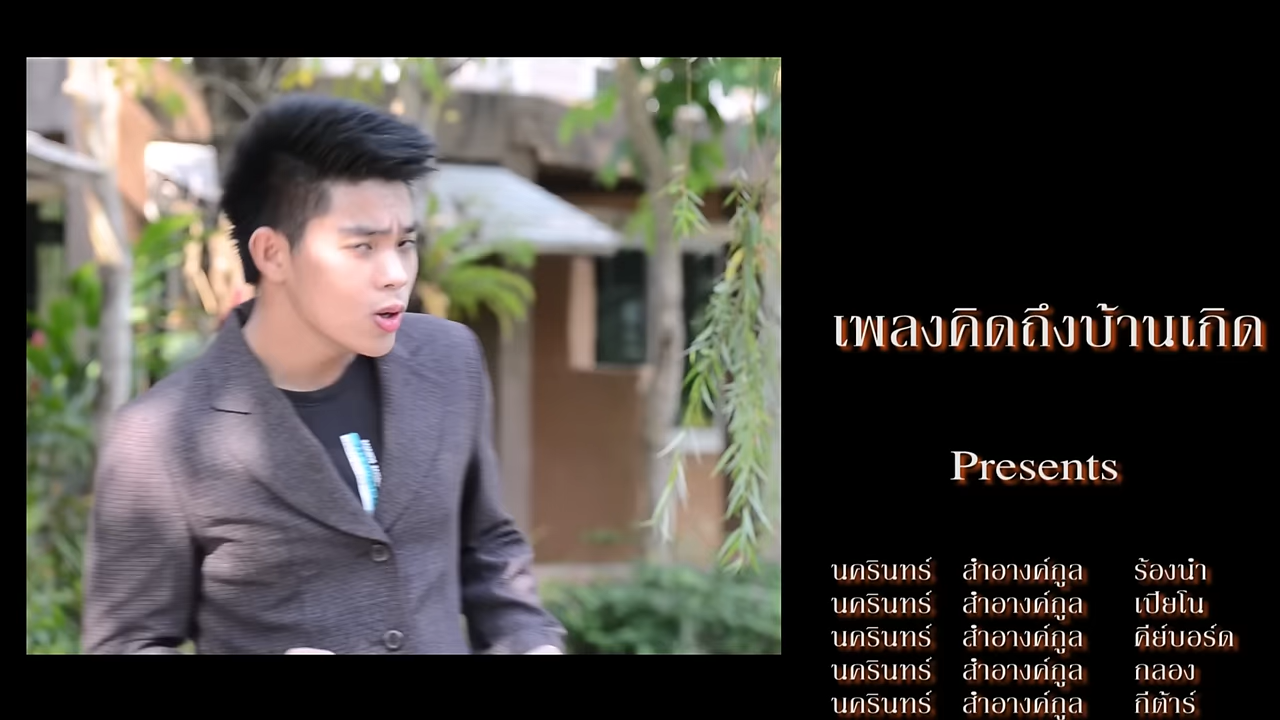 เพลงคิดถึงบ้านเกิด
Presents
นครินทร์ สำอางค์กูล ร้องนำ
นครินทร์ สำอางค์กูล เปียโน
นครินทร์ สำอางค์กูล คีย์บอร์ด
นครินทร์ สำอางค์กูล กลอง
นครินทร์ สำอางค์กูล กีต้าร์